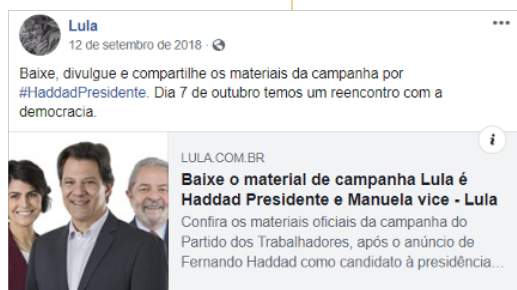 Lula
12 de setembro de 2018 ·
Baixe, divulgue e compartilhe os materiais da campanha por
#HaddadPresidente. Dia 7 de outubro temos um reencontro com a
democracia.
LULA.COM.BR
Baixe o material de campanha Lula é
Haddad Presidente e Manuela vice - Lula
Confira os materiais oficiais da campanha do
Partido dos Trabalhadores, após o anúncio de
Fernando Haddad como candidato à presidência...